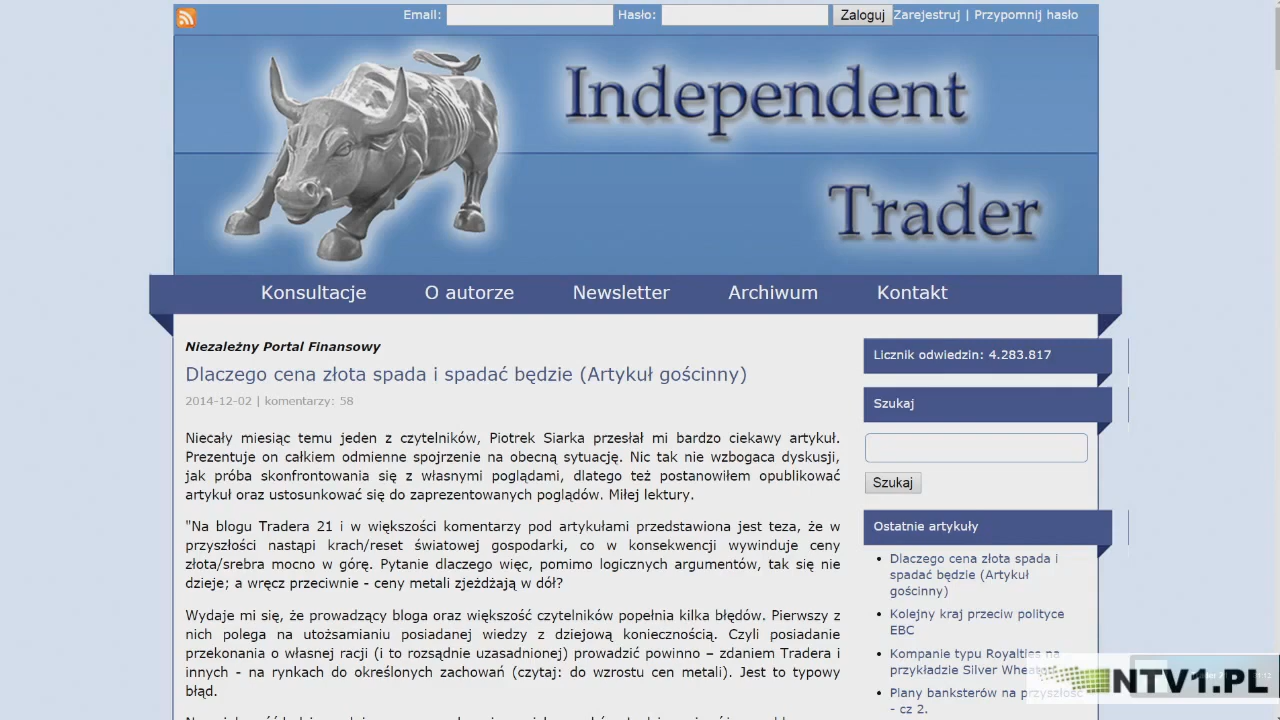 Email: Hasło: Zaloguj Zarejestruj | Przypomnij hasło
Independent
Trader
Konsultacje O autorze Newsletter Archiwum Kontakt
Niezależny Portal Finansowy
Dlaczego cena złota spada i spadać będzie (Artykuł gościnny)
2014-12-02 | komentarzy: 58
Niecały miesiąc temu jeden z czytelników, Piotrek Siarka przesłał mi bardzo ciekawy artykuł.
Prezentuje on całkiem odmienne spojrzenie na obecną sytuację. Nic tak nie wzbogaca dyskusji,
jak próba skonfrontowania się z własnymi poglądami, dlatego też postanowiłem opublikować
artykuł oraz ustosunkować się do zaprezentowanych poglądów. Miłej lektury.
"Na blogu Tradera 21 i w większości komentarzy pod artykułami przedstawiona jest teza, że w
przyszłości nastąpi krach/reset światowej gospodarki, co w konsekwencji wywinduje ceny
złota/srebra mocno w górę. Pytanie dlaczego więc, pomimo logicznych argumentów, tak się nie
dzieje; a wręcz przeciwnie - ceny metali zjeżdżają w dół?
Wydaje mi się, że prowadzący bloga oraz większość czytelników popełnia kilka błędów. Pierwszy z
nich polega na utożsamianiu posiadanej wiedzy z dziejową koniecznością. Czyli posiadanie
przekonania o własnej racji (i to rozsądnie uzasadnionej) prowadzić powinno – zdaniem Tradera i
innych - na rynkach do określonych zachowań (czytaj: do wzrostu cen metali). Jest to typowy
błąd.
Licznik odwiedzin: 4.283.817
Szukaj
Szukaj
Ostatnie artykuły
Dlaczego cena złota spada i
spadać będzie (Artykuł
gościnny)
Kolejny kraj przeciw polityce
EBC
Kompanie typu Royalties na
przykładzie Silver
Plany banksterów na przyszłość
- cz 2.
NTV1.PL